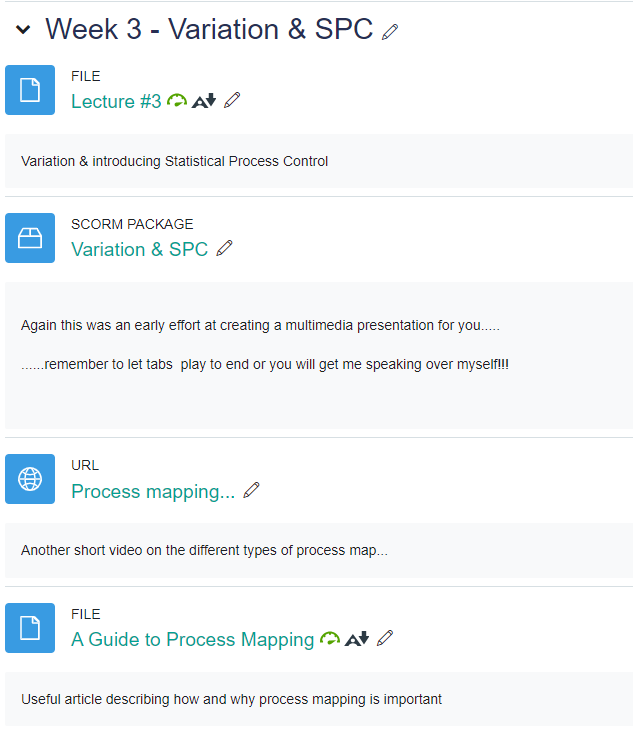 Week 3 - Variation & SPC
FILE
Lecture #3
Variation & introducing Statistical Process Control
SCORM PACKAGE
Variation & SPC
Again this was an early effort at creating a multimedia presentation for you.....
......remember to let tabs  play to end or you will get me speaking over myself!!!
URL
Process mapping...
Another short video on the different types of process map...
FILE
A Guide to Process Mapping
Useful article describing how and why process mapping is important